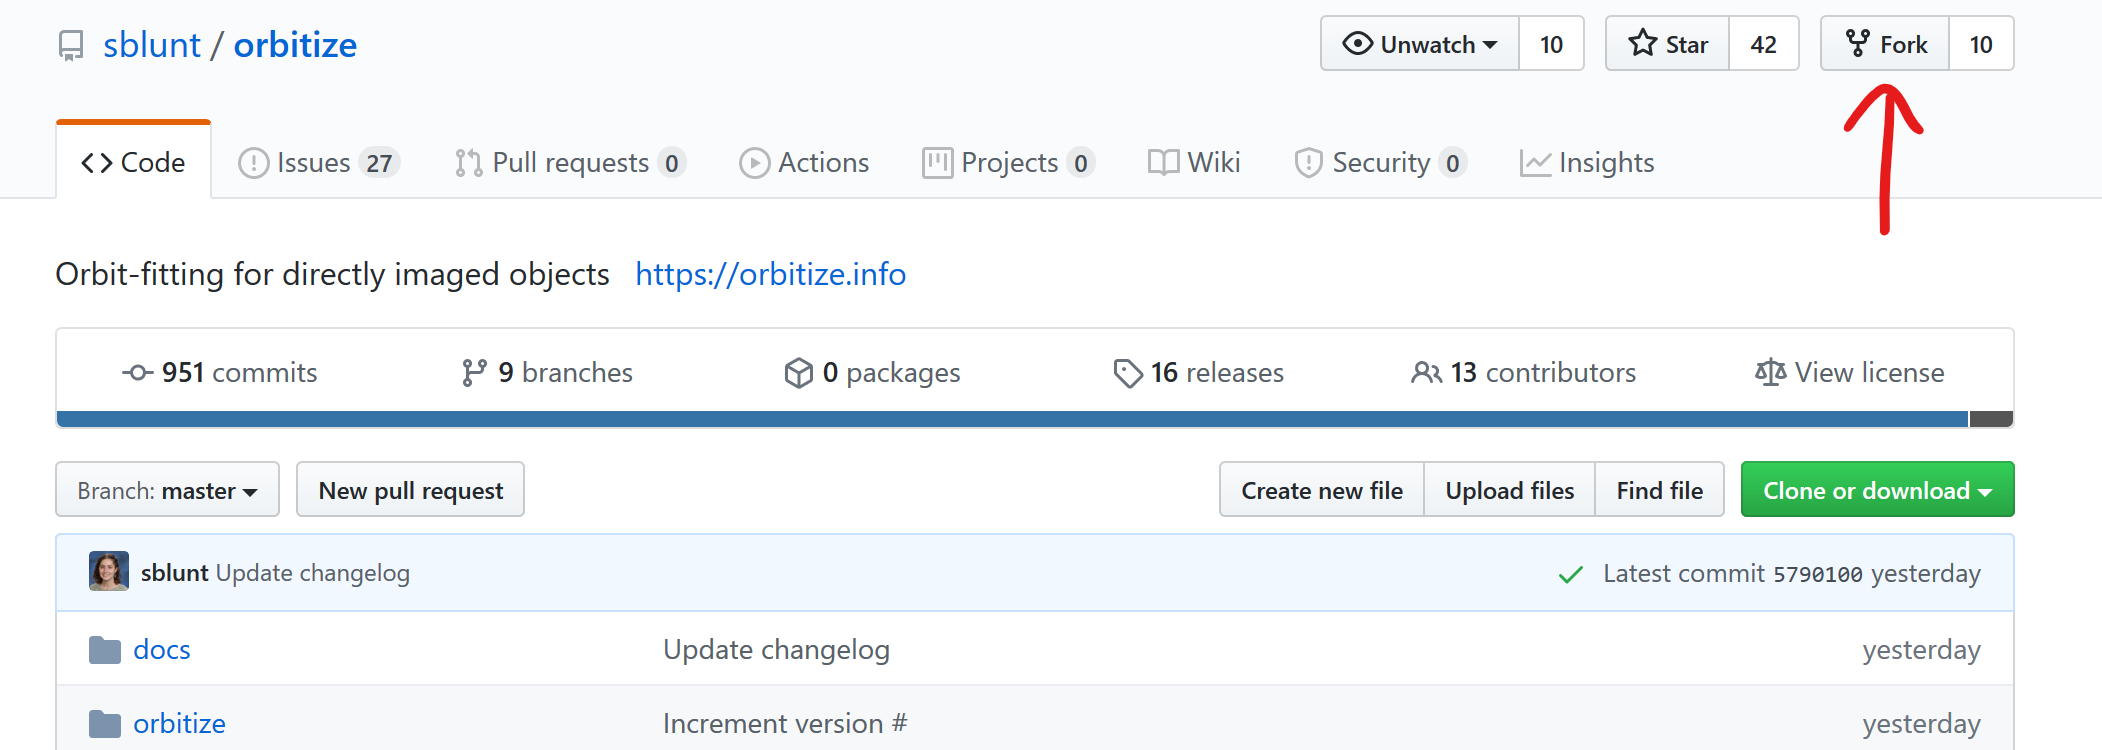 sblunt / orbitize
Unwatch 10 Star 42 Fork 10
Code Issues 27 Pull requests 0 Actions Projects 0 Wiki Security 0 Insights
Orbit-fitting for directly imaged objects https://orbitize.info
951 commits 9 branches 0 packages 16 releases 13 contributors View license
Branch: master New pull request Create new file Upload files Find file Clone or download
sblunt Update changelog Latest commit 5790100 yesterday
docs Update changelog yesterday
orbitize Increment version # yesterday